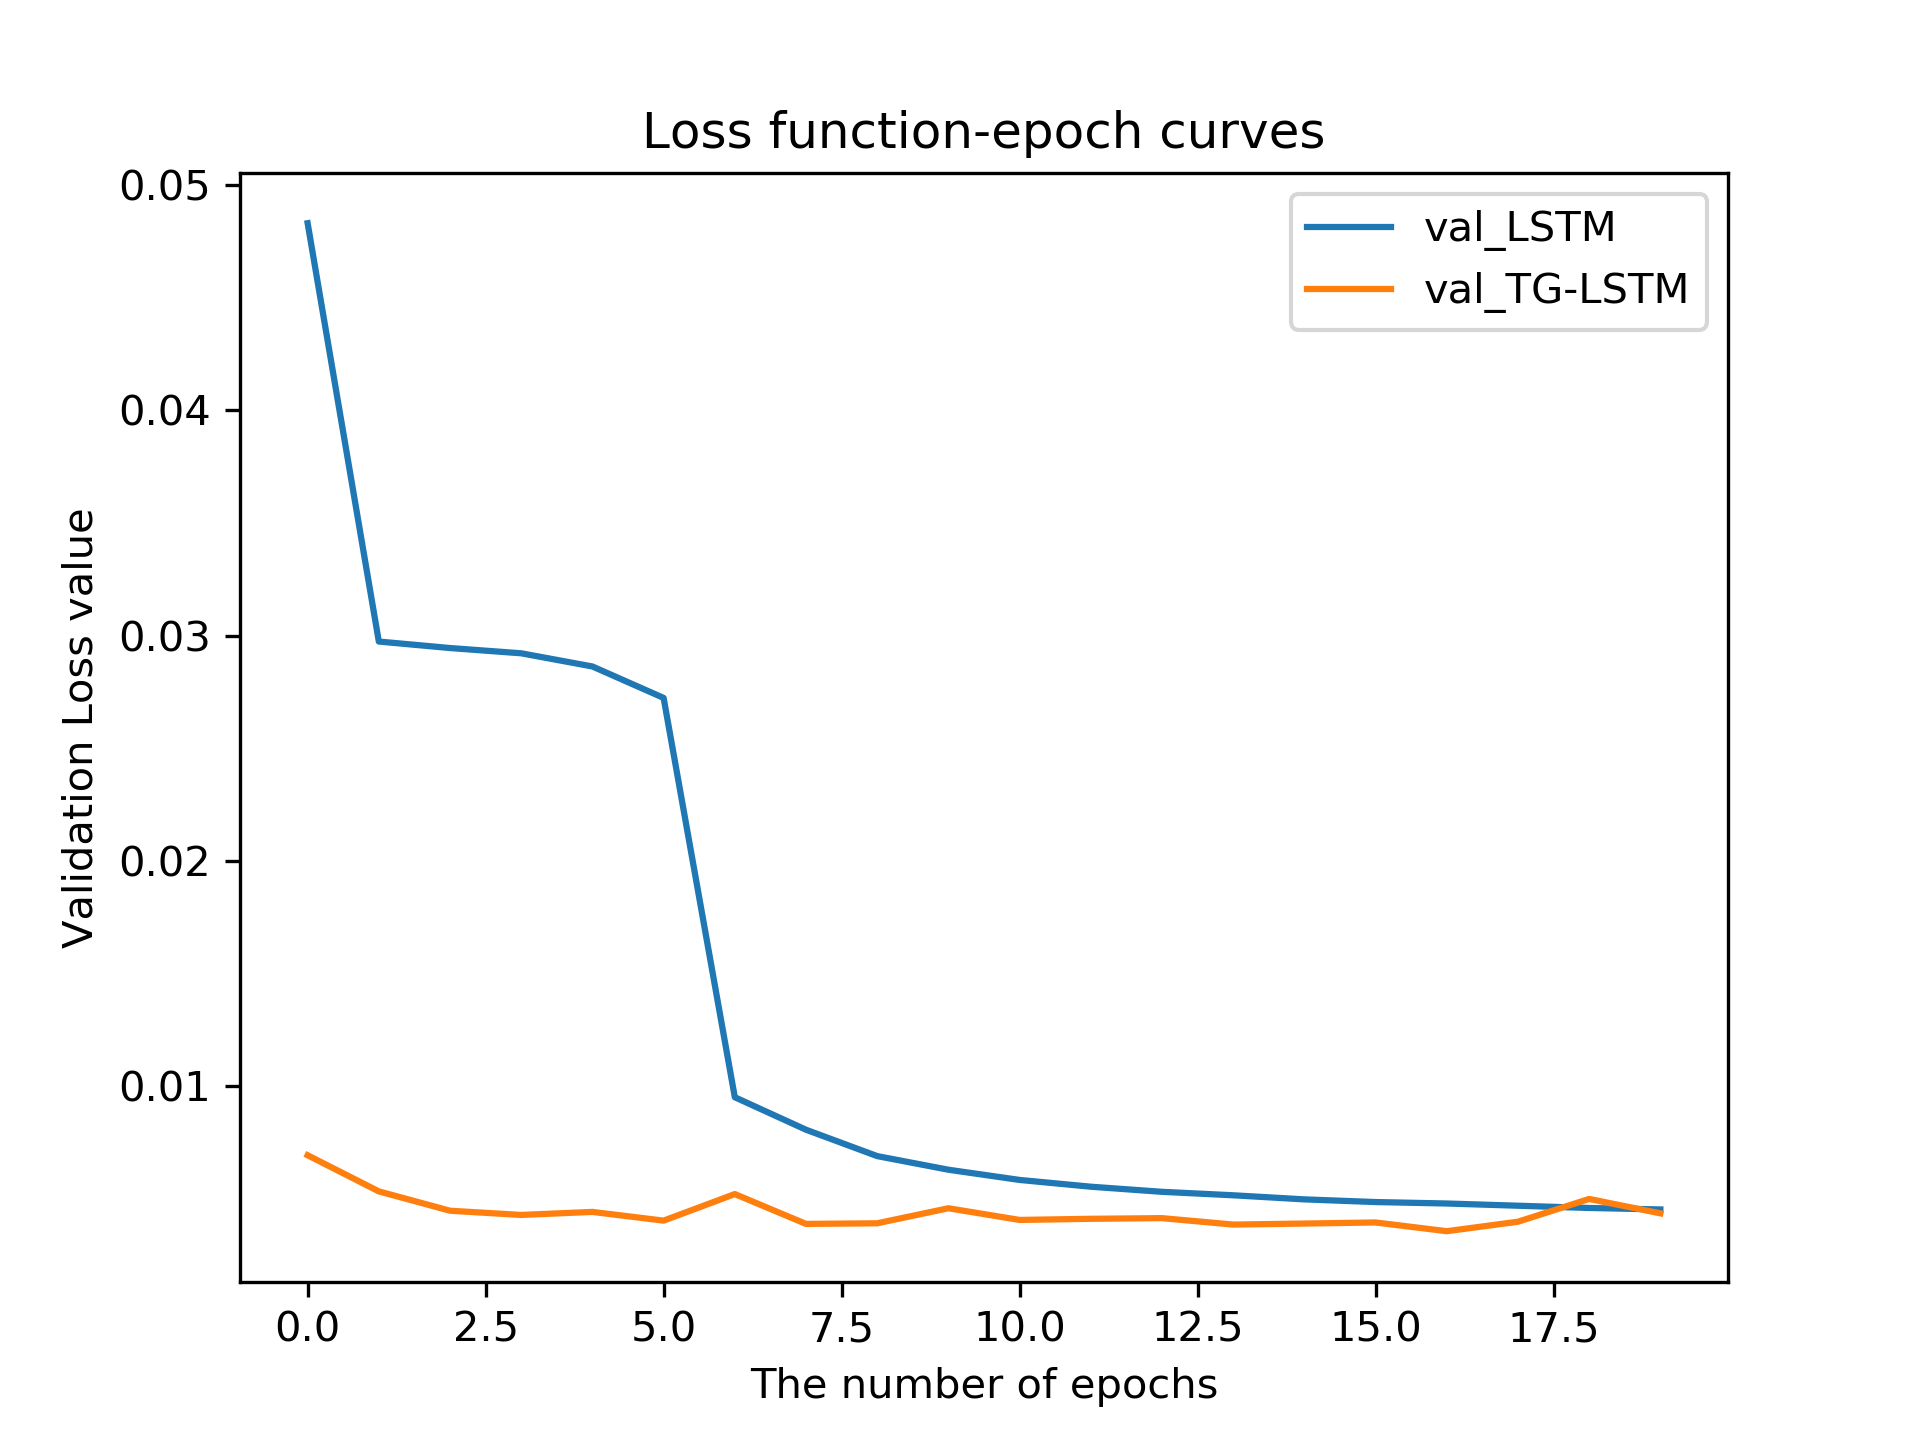 Loss function-epoch curves
val_LSTM
val_TG-LSTM
Validation Loss value
0.05
0.04
0.03
0.02
0.01
0.0 2.5 5.0 7.5 10.0 12.5 15.0 17.5
The number of epochs